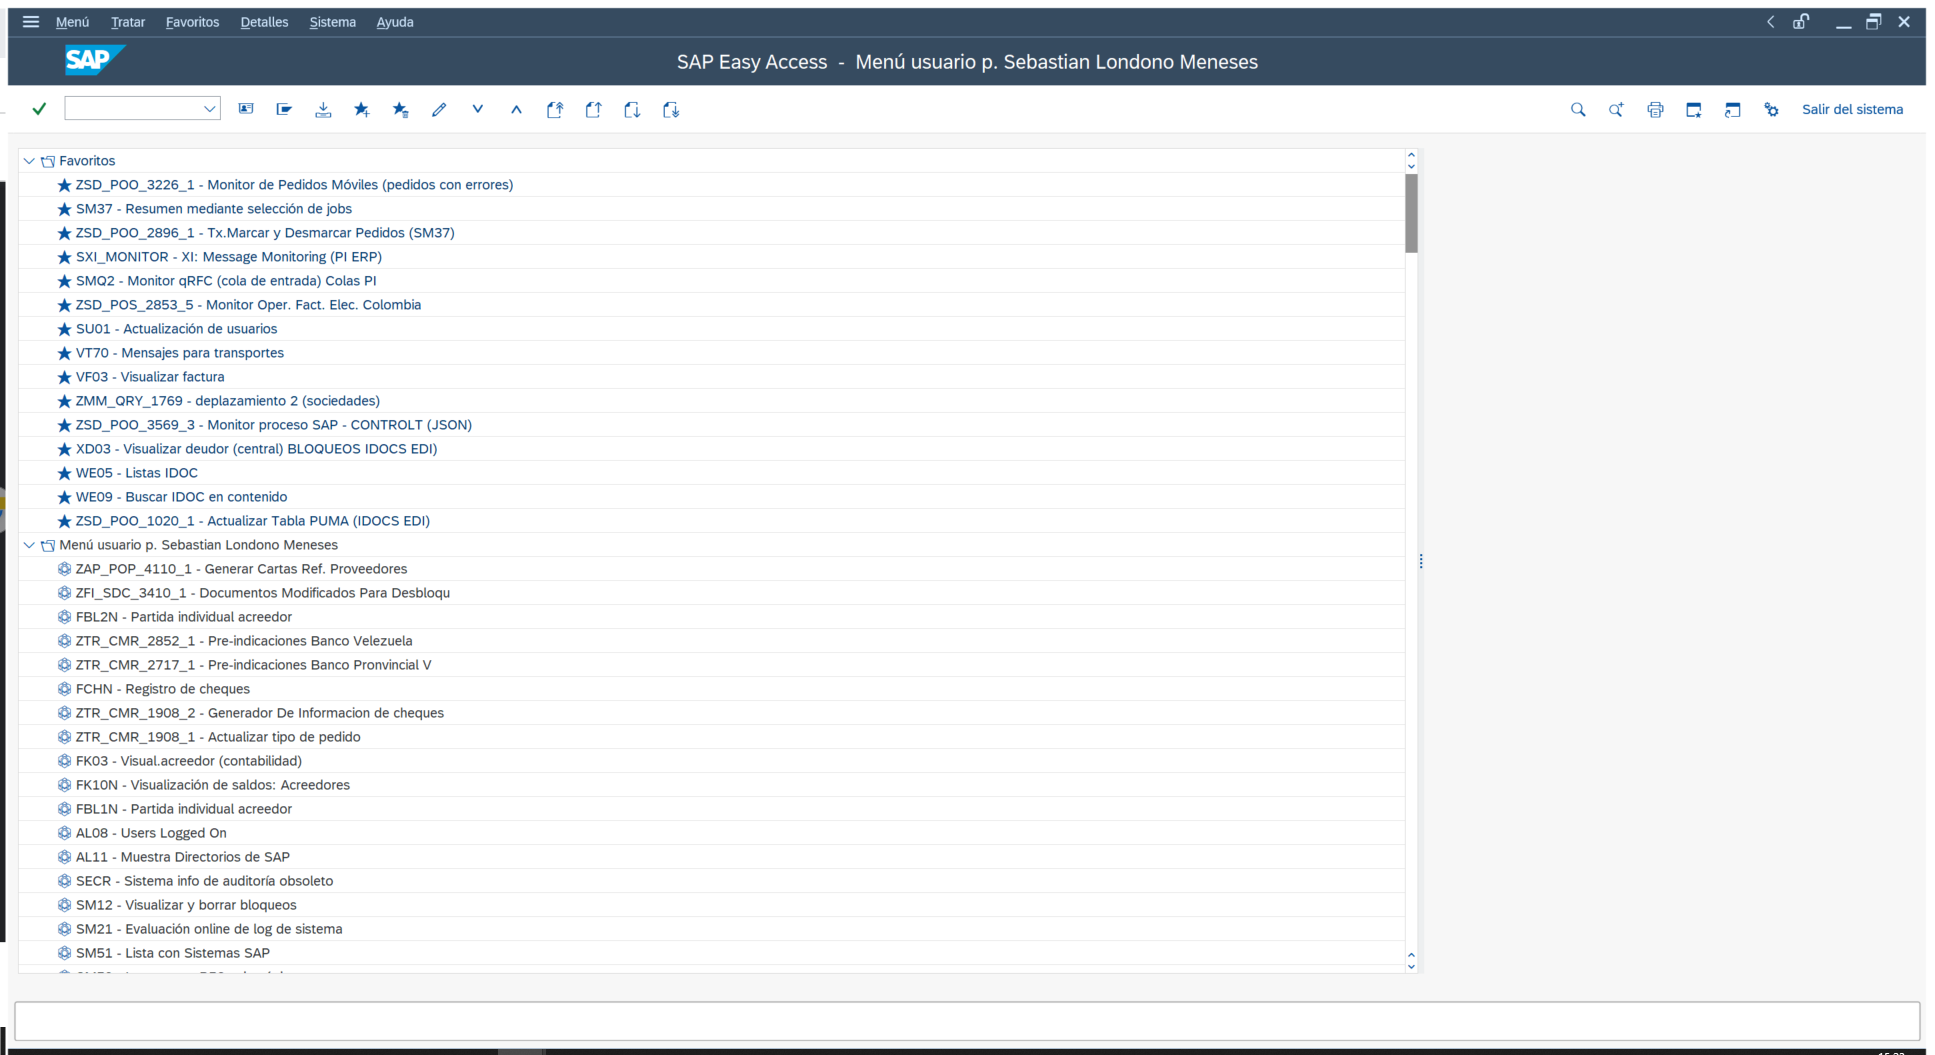 Menú Tratar Favoritos Detalles Sistema Ayuda
SAP
SAP Easy Access - Menú usuario p. Sebastian Londono Meneses
Salir del sistema
Favoritos
ZSD_POO_3226_1 - Monitor de Pedidos Móviles (pedidos con errores)
SM37 - Resumen mediante selección de jobs
ZSD_POO_2896_1 - Tx.Marcar y Desmarcar Pedidos (SM37)
SXI_MONITOR - XI: Message Monitoring (PI ERP)
SMQ2 - Monitor qRFC (cola de entrada) Colas PI
ZSD_POS_2853_5 - Monitor Oper. Fact. Elec. Colombia
SU01 - Actualización de usuarios
VT70 - Mensajes para transportes
VF03 - Visualizar factura
ZMM_QRY_1769 - deplazamiento 2 (sociedades)
ZSD_POO_3569_3 - Monitor proceso SAP - CONTROLT (JSON)
XD03 - Visualizar deudor (central) BLOQUEOS IDOCS EDI)
WE05 - Listas IDOC
WE09 - Buscar IDOC en contenido
ZSD_POO_1020_1 - Actualizar Tabla PUMA (IDOCS EDI)
Menú usuario p. Sebastian Londono Meneses
ZAP_POP_4110_1 - Generar Cartas Ref. Proveedores
ZFI_SDC_3410_1 - Documentos Modificados Para Desbloqu
FBL2N - Partida individual acreedor
ZTR_CMR_2852_1 - Pre-indicaciones Banco Velezuela
ZTR_CMR_2717_1 - Pre-indicaciones Banco Pronvincial V
FCHN - Registro de cheques
ZTR_CMR_1908_2 - Generador De Informacion de cheques
ZTR_CMR_1908_1 - Actualizar tipo de pedido
FK03 - Visual.acreedor (contabilidad)
FK10N - Visualización de saldos: Acreedores
FBL1N - Partida individual acreedor
AL08 - Users Logged On
AL11 - Muestra Directorios de SAP
SECR - Sistema info de auditoría obsoleto
SM12 - Visualizar y borrar bloqueos
SM21 - Evaluación online de log de sistema
SM51 - Lista con Sistemas SAP